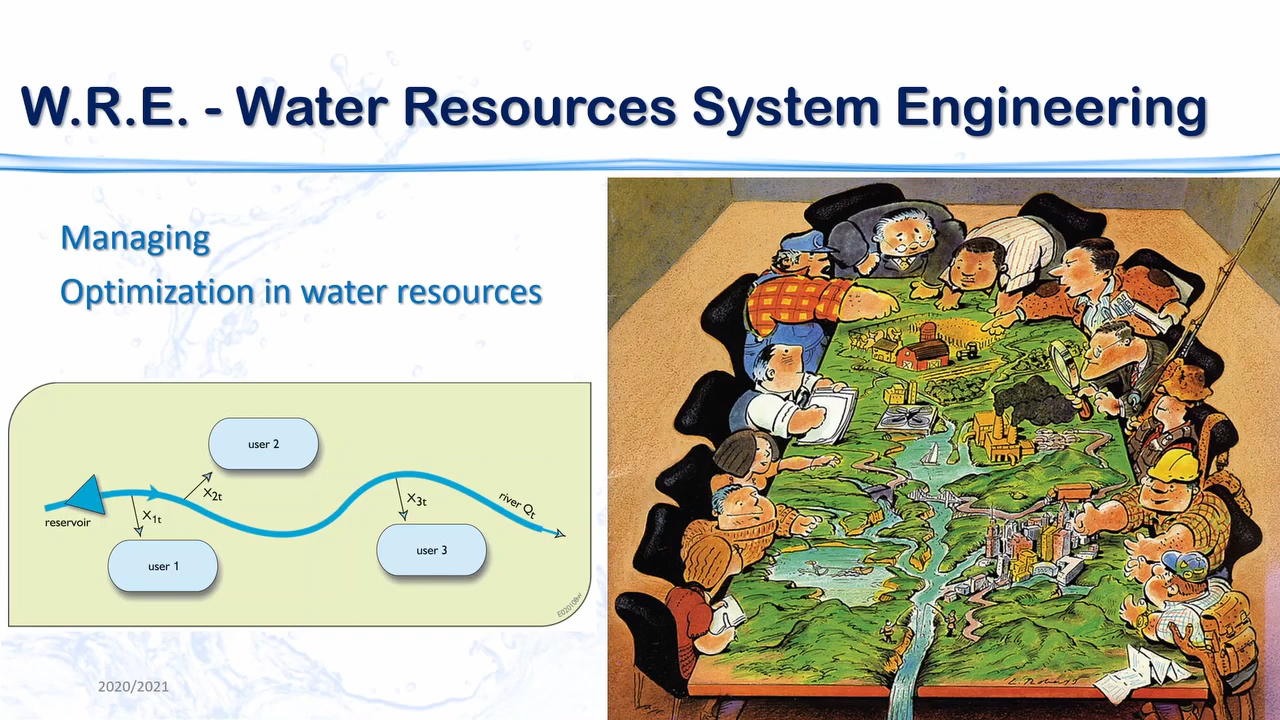 W.R.E. - Water Resources System Engineering
Managing
Optimization in water resources
user 2
X2t
X3t
river Qt
reservoir
X1t
user 3
user 1
E020108w
2020/2021